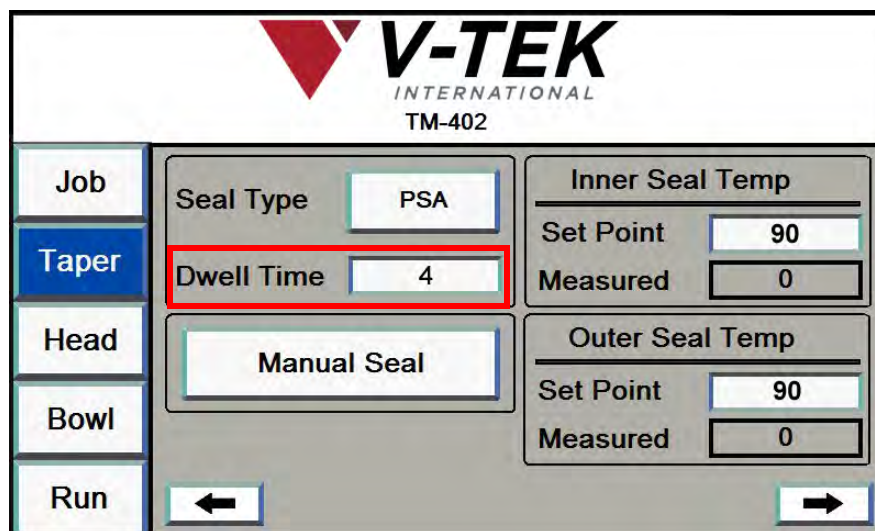 V-TEK
INTERNATIONAL
TM-402
Job
Taper
Head
Bowl
Run
Seal Type PSA
Dwell Time 4
Manual Seal
Inner Seal Temp
Set Point 90
Measured 0
Outer Seal Temp
Set Point 90
Measured 0